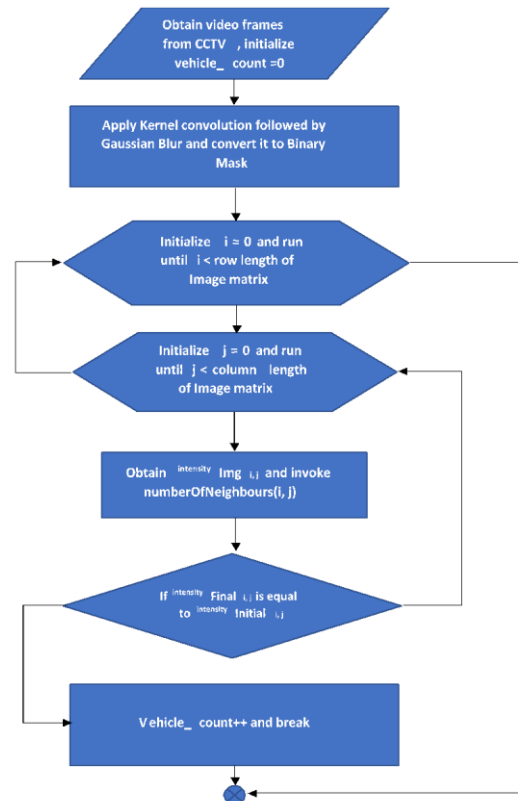 Obtain video frames
from CCTV , initialize
vehicle_ count =0
Apply Kernel convolution followed by
Gaussian Blur and convert it to Binary
Mask
Initialize i = 0 and run
until i < row length of
Image matrix
Initialize j = 0 and run
until j < column length
of Image matrix
Obtain intensity Img i,j and invoke
numberOfNeighbours(i, j)
If intensity Final i,j is equal
to intensity Initial i,j
Vehicle_ count++ and break